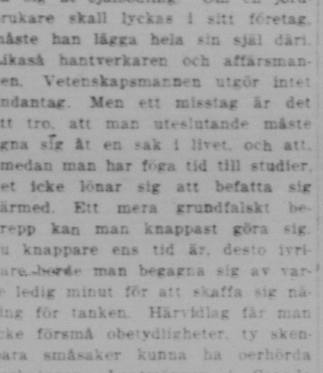 rukare skall lyckas i sitt företag,
måste han lägga hela sin själ däri.
Likaså hantverkaren och affärsman-
en. Vetenskapsmannen utgör intet
ndantag. Men ett misstag är det
tt tro, att man uteslutande måste
gna sig åt en sak i livet, och att,
medan man har föga tid till studier,
et icke lönar sig att befatta sig
ärmed. Ett mera grundfalskt be-
repp kan man knappast göra sig.
u knappare ens tid är, desto ivri-
are borde man begagna sig av var-
e ledig minut för att skaffa sig nä-
ing för tanken. Härvidlag får man
cke försmå obetydligheter, ty sken-
bara småsaker kunna ha oerhörda